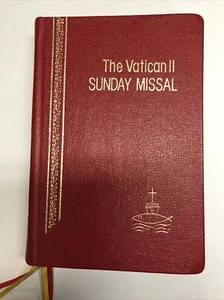 The Vatican II
SUNDAY MISSAL